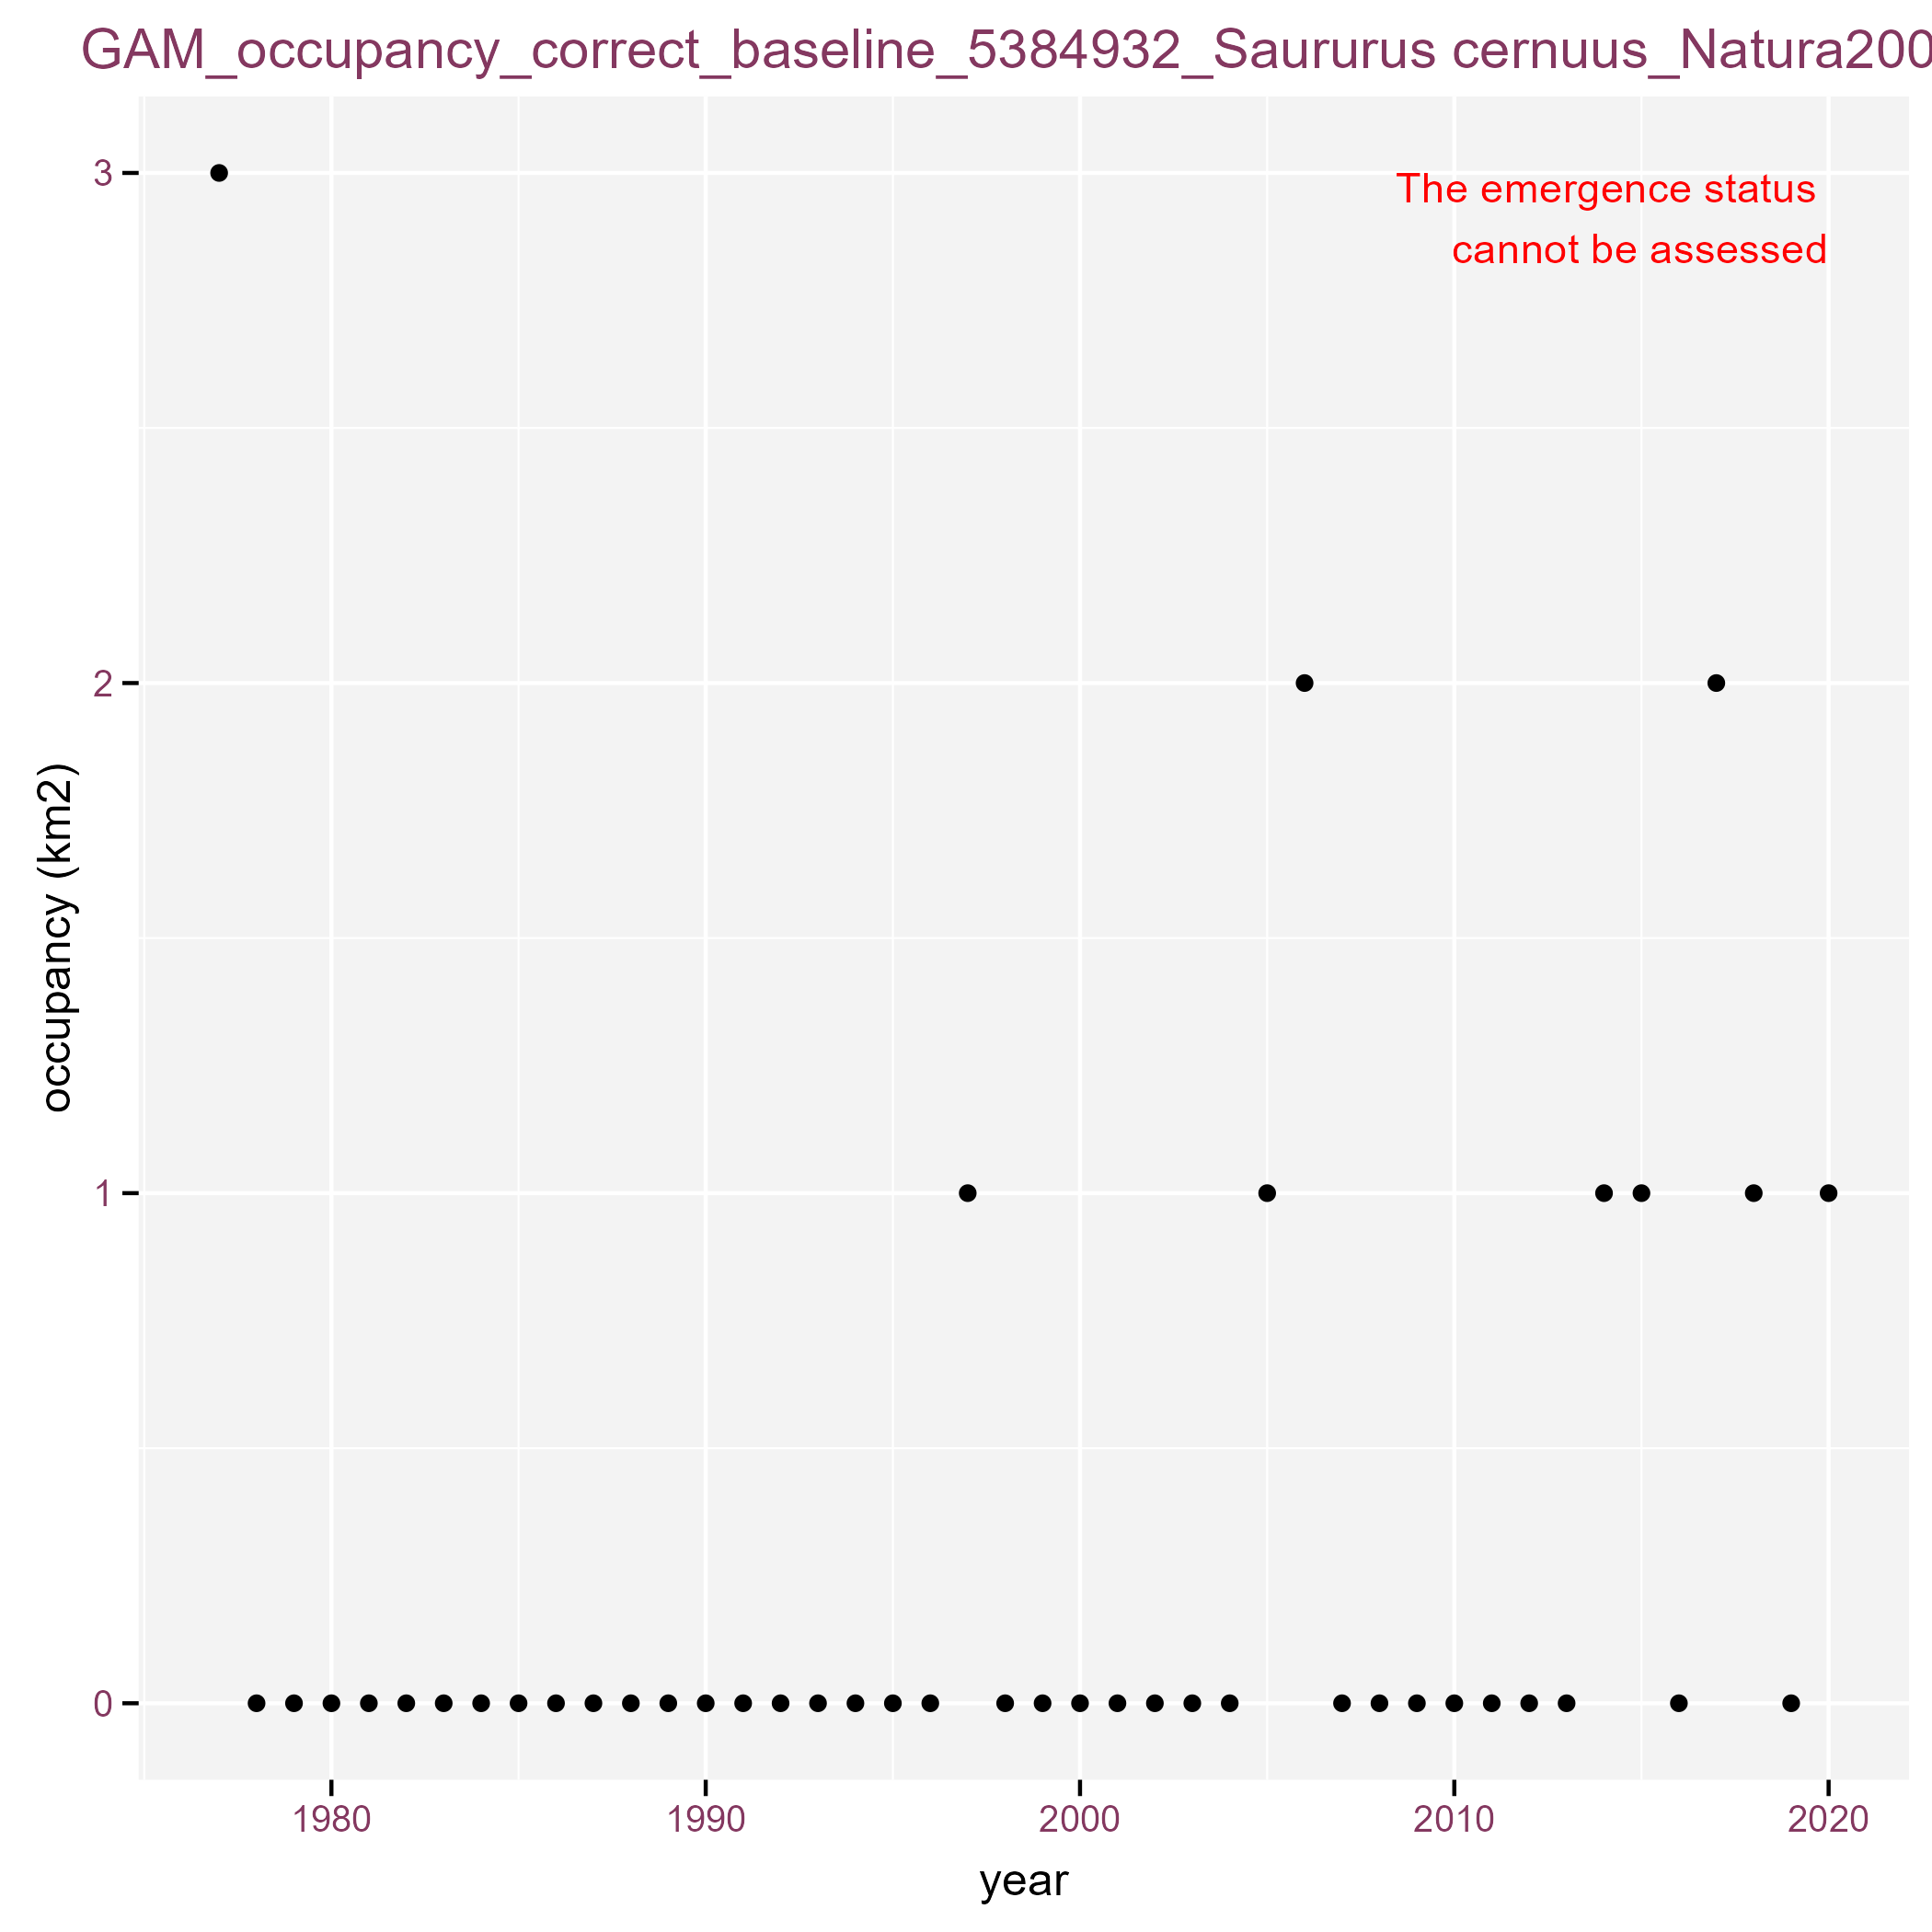 GAM_occupancy_correct_baseline_5384932_Saururus cernuus_Natura200
3
The emergence status
cannot be assessed
2
occupancy (km2)
1
0
1980 1990 2000 2010 2020
year